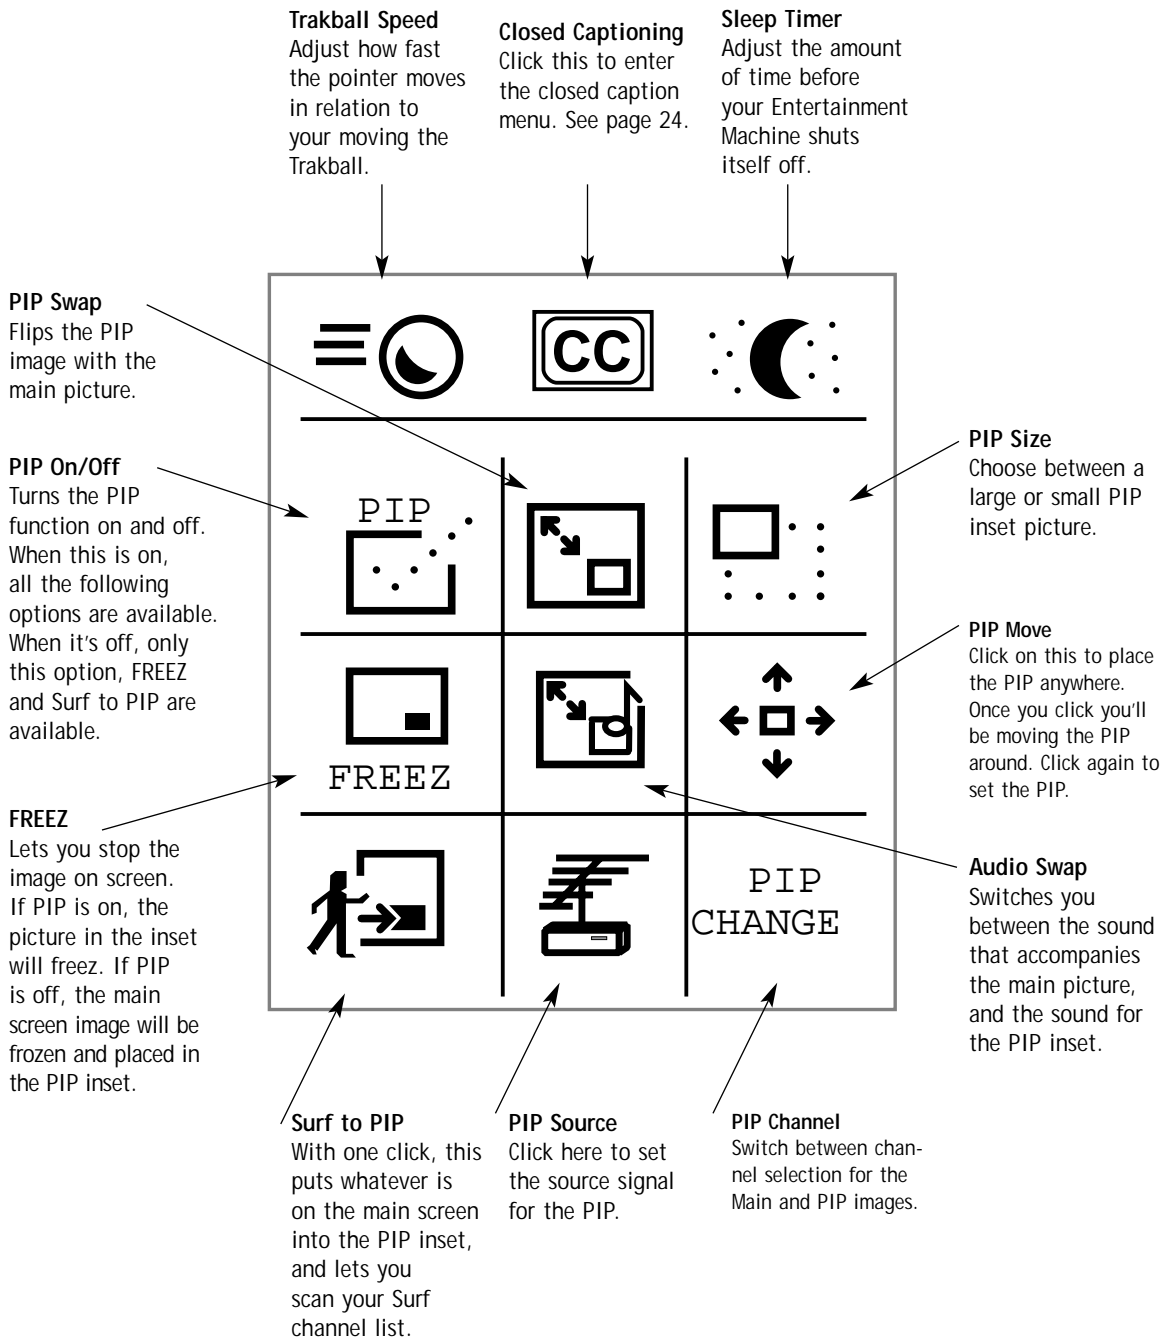 Trakball Speed
Adjust how fast
the pointer moves
in relation to
your moving the
Trakball.
Closed Captioning
Click this to enter
the closed caption
menu. See page 24.
Sleep Timer
Adjust the amount
of time before
your Entertainment
Machine shuts
itself off.
PIP Swap
Flips the PIP
image with the
main picture.
PIP On/Off
Turns the PIP
function on and off.
When this is on,
all the following
options are available.
When it's off, only
this option, FREEZ
and Surf to PIP are
available.
FREEZ
Lets you stop the
image on screen.
If PIP is on, the
picture in the inset
will freez. If PIP
is off, the main
screen image will be
frozen and placed in
the PIP inset.
CC
PIP
FREEZ
PIP
CHANGE
PIP Size
Choose between a
large or small PIP
inset picture.
PIP Move
Click on this to place
the PIP anywhere.
Once you click you'll
be moving the PIP
around. Click again to
set the PIP.
Audio Swap
Switches you
between the sound
that accompanies
the main picture,
and the sound for
the PIP inset.
Surf to PIP
With one click, this
puts whatever is
on the main screen
into the PIP inset,
and lets you
scan your Surf
channel list.
PIP Source
Click here to set
the source signal
for the PIP.
PIP Channel
Switch between chan-
nel selection for the
Main and PIP images.